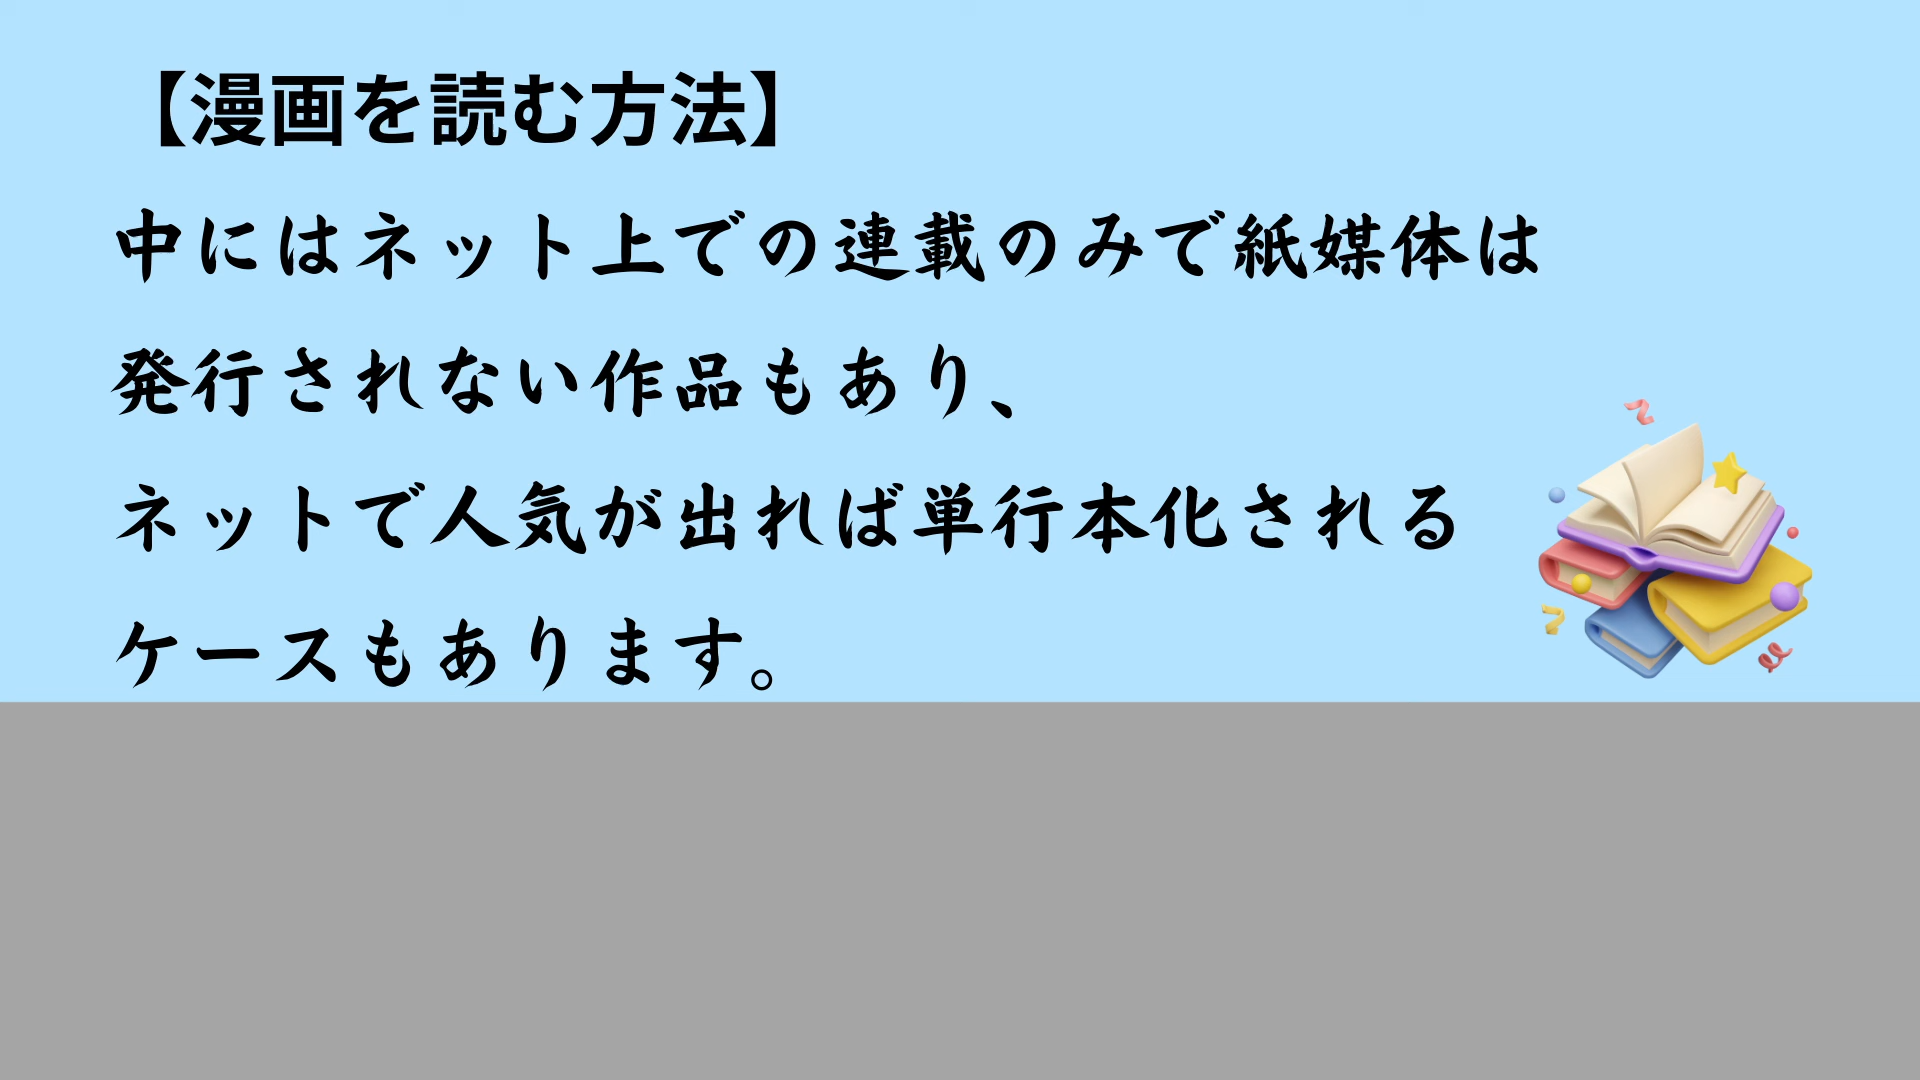 【漫画を読む方法】
中にはネット上での連載のみで紙媒体は
発行されない作品もあり、
ネットで人気が出れば単行本化される
ケースもあります。